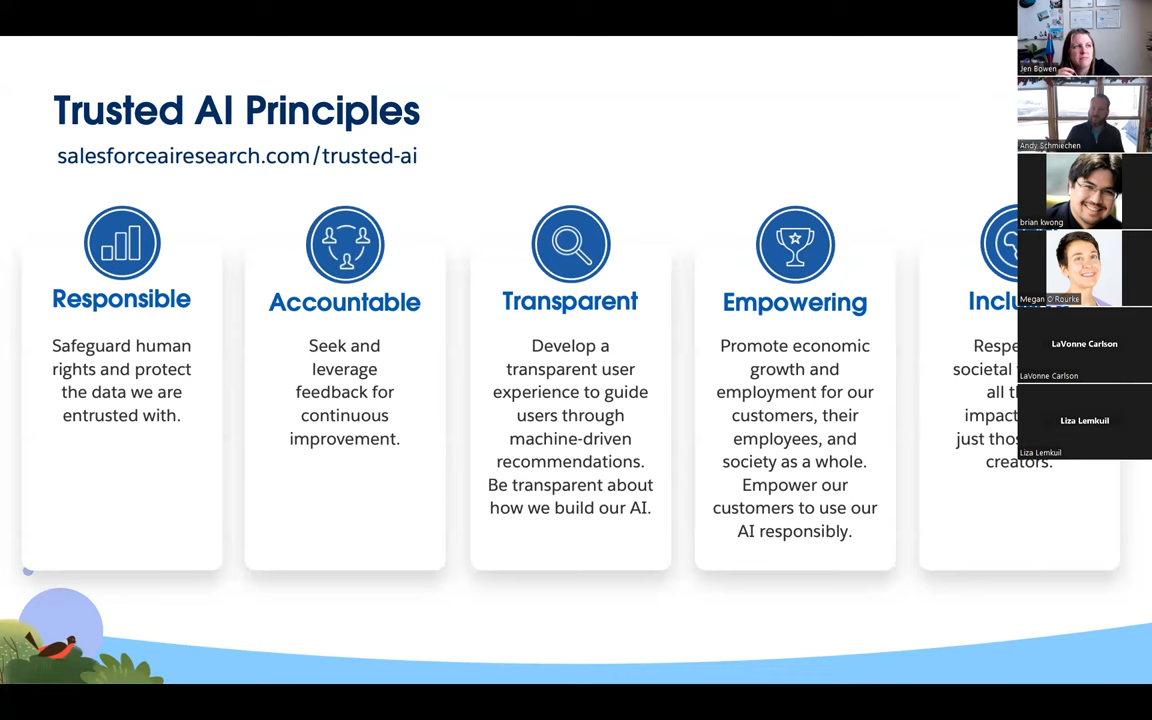 Trusted AI Principles
salesforceairesearch.com/trusted-ai
Responsible
Safeguard human
rights and protect
the data we are
entrusted with.
Accountable
Seek and
leverage
feedback for
continuous
improvement.
Transparent
Develop a
transparent user
experience to guide
users through
machine-driven
recommendations.
Be transparent about
how we build our AI.
Empowering
Promote economic
growth and
employment for our
customers, their
employees, and
society as a whole.
Empower our
customers to use our
AI responsibly.
societal
all
just
creators.
Jen Bowen
Andy Schmiechen
brian kwong
Megan O Rourke
LaVonne Carlson
LaVonne Carlson
Liza Lemkuil
Liza Lemkuil